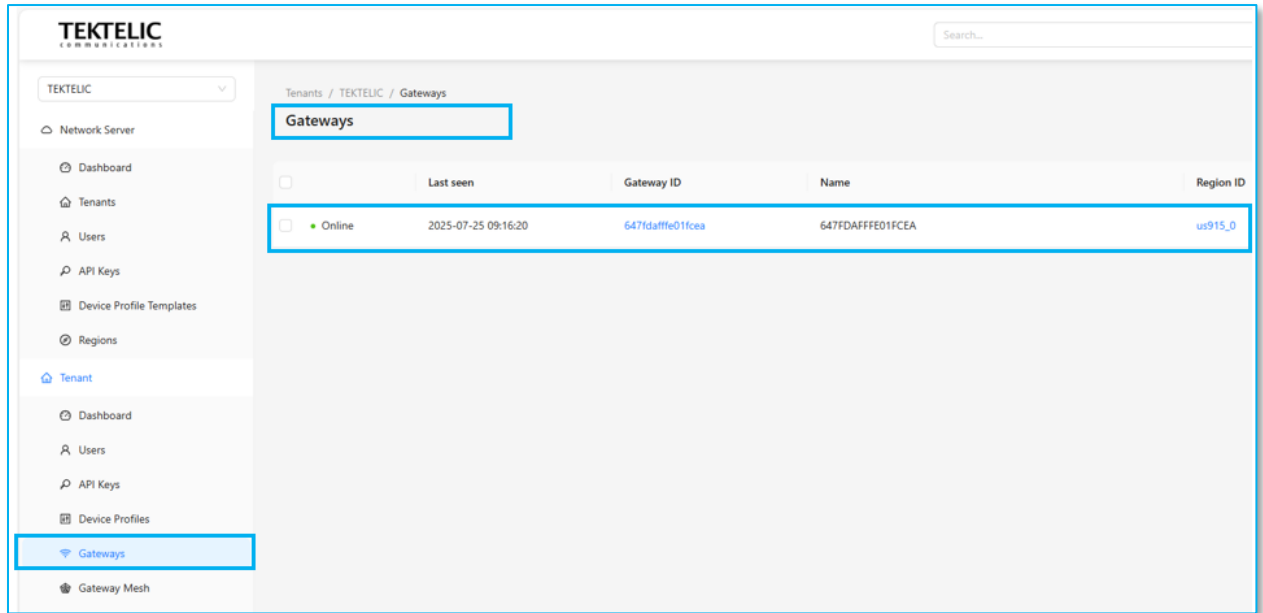 TEKTELIC
communications
Search...
TEKTELIC
Network Server
Dashboard
Tenants
Users
API Keys
Device Profile Templates
Regions
Tenant
Dashboard
Users
API Keys
Device Profiles
Gateways
Gateway Mesh
Tenants / TEKTELIC / Gateways
Gateways
Last seen Gateway ID Name Region ID
Online 2025-07-25 09:16:20 647fdafffe01fcea 647FDAFFFE01FCEA us915_0